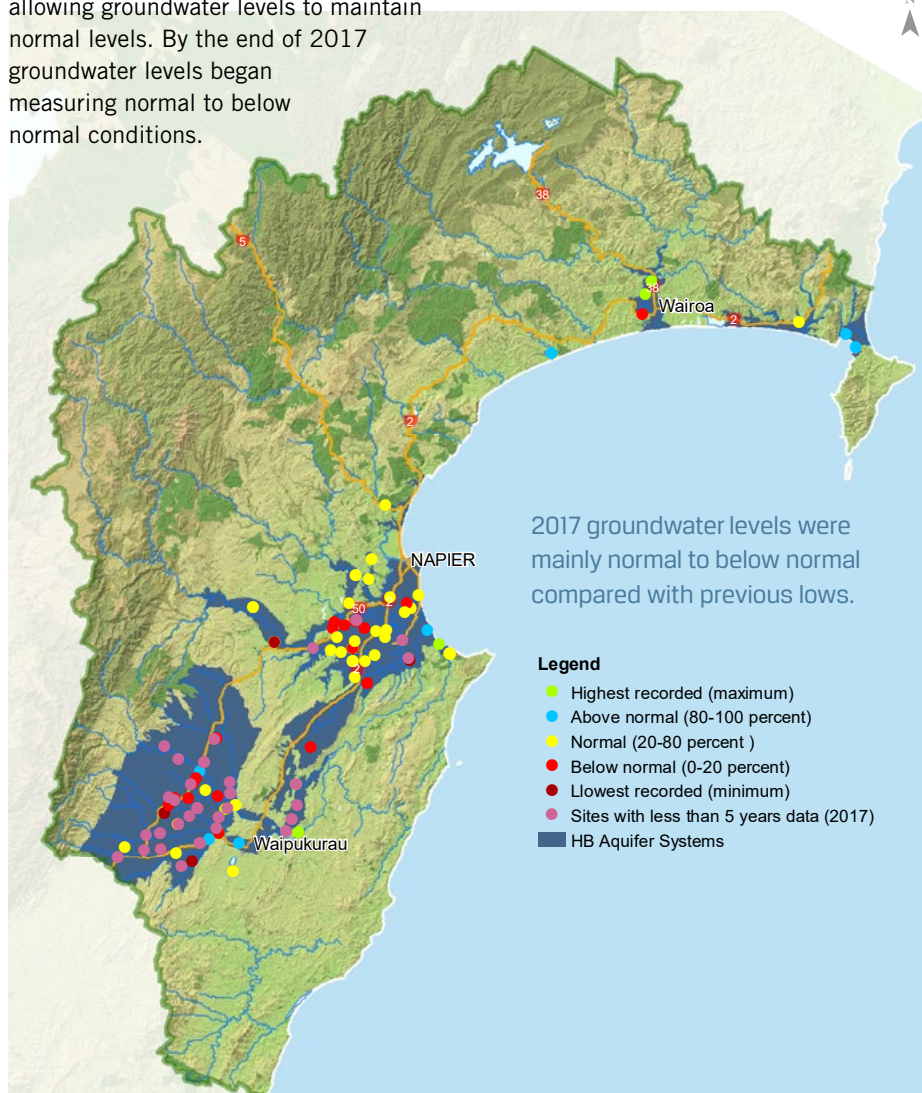 allowing groundwater levels to maintain
normal levels. By the end of 2017
groundwater levels began
measuring normal to below
normal conditions.
N
38
5
38
Wairoa
2
2
2017 groundwater levels were
mainly normal to below normal
compared with previous lows.
NAPIER
2
50
2
Legend
Highest recorded (maximum)
Above normal (80-100 percent)
Normal (20-80 percent )
Below normal (0-20 percent)
Llowest recorded (minimum)
Sites with less than 5 years data (2017)
HB Aquifer Systems
Waipukurau